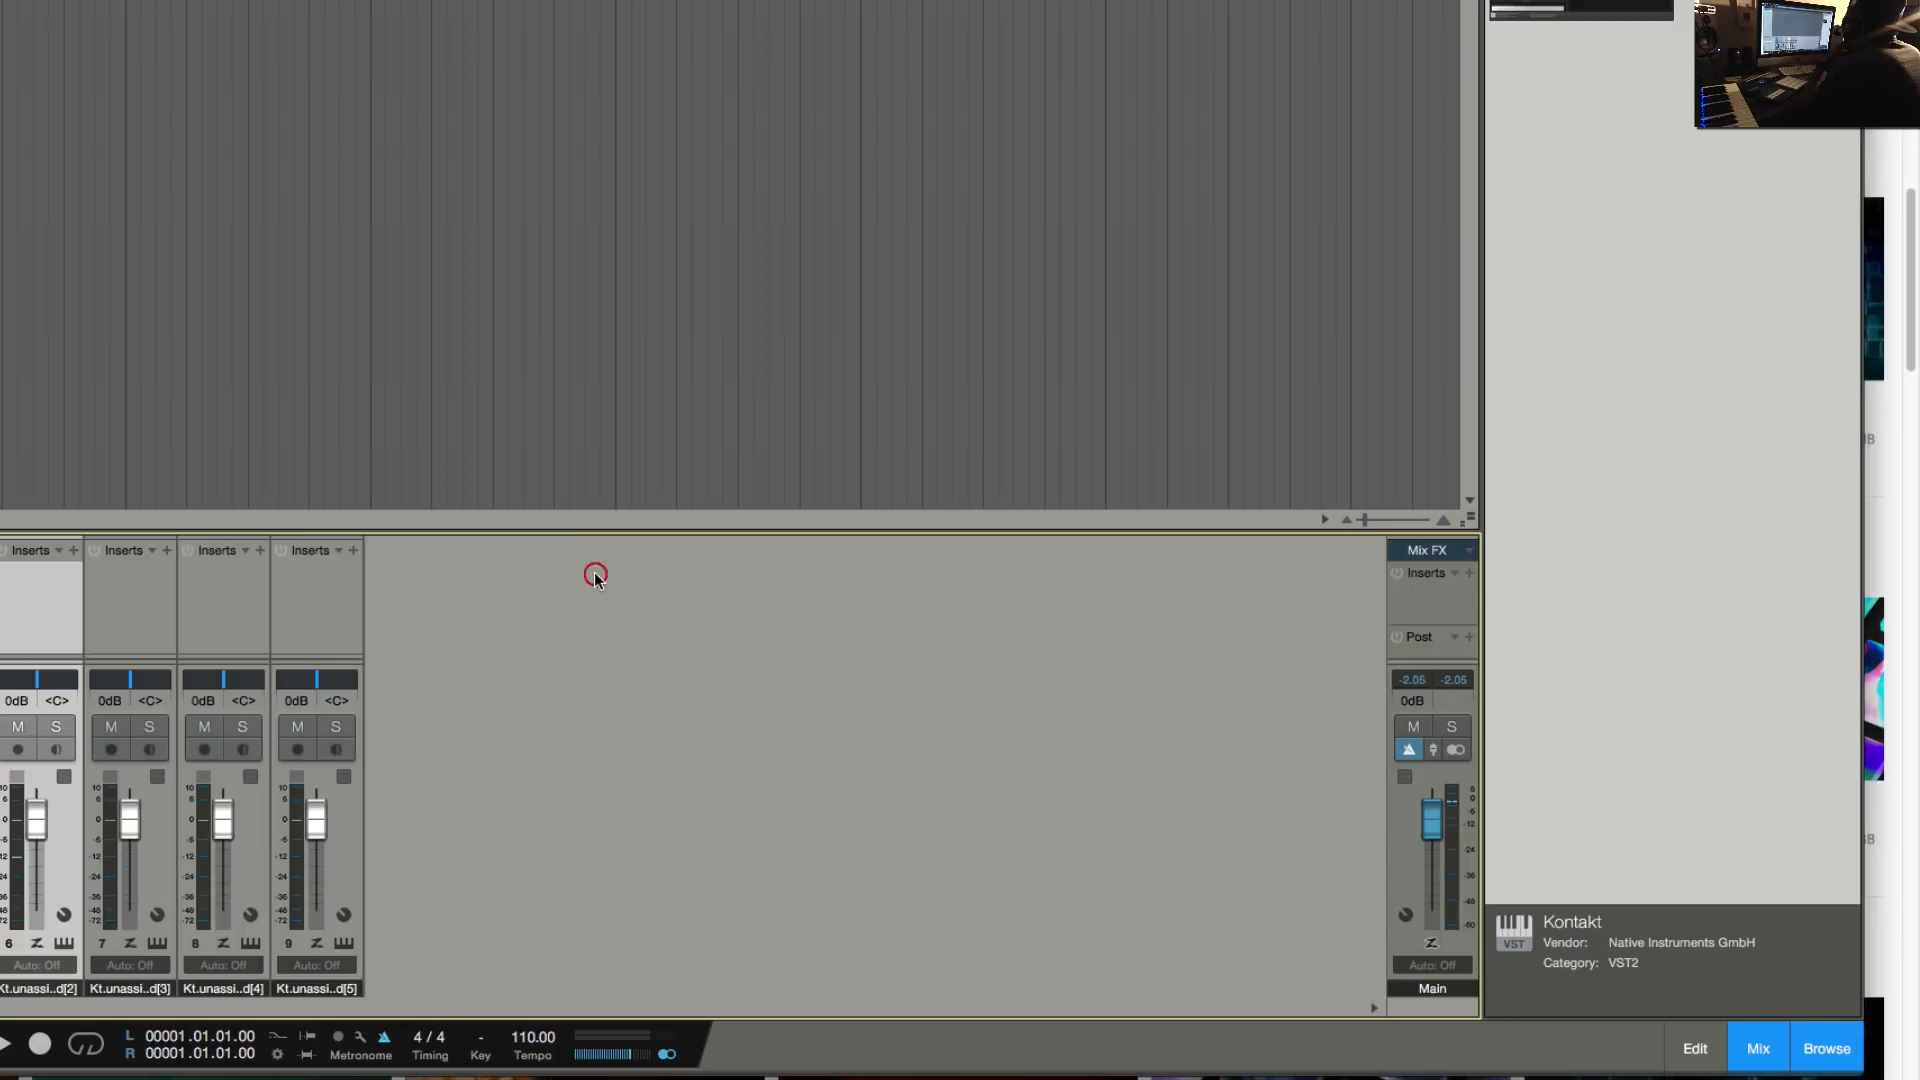 Inserts Inserts Inserts Inserts
Mix FX
Inserts
Post
0dB <C> 0dB <C> 0dB <C> 0dB <C>
-2.05 -2.05
0dB
M S M S M S M S
M S
10 10 10 10
6 6 6 6
0 0 0 0
-6 -6 -6 -6
-12 -12 -12 -12
-24 -24 -24 -24
-36 -36 -36 -36
-48 -48 -48 -48
-72 -72 -72 -72
6
0
-6
-12
-24
-36
-48
-60
6 7 8 9
Auto: Off Auto: Off Auto: Off Auto: Off
Auto: Off
Kt.unassi..d[2] Kt.unassi..d[3] Kt.unassi..d[4] Kt.unassi..d[5]
Main
VST
Kontakt
Vendor: Native Instruments GmbH
Category: VST2
L 00001.01.01.00
R 00001.01.01.00
Metronome
4 / 4
Timing
-
Key
110.00
Tempo
Edit
Mix
Browse